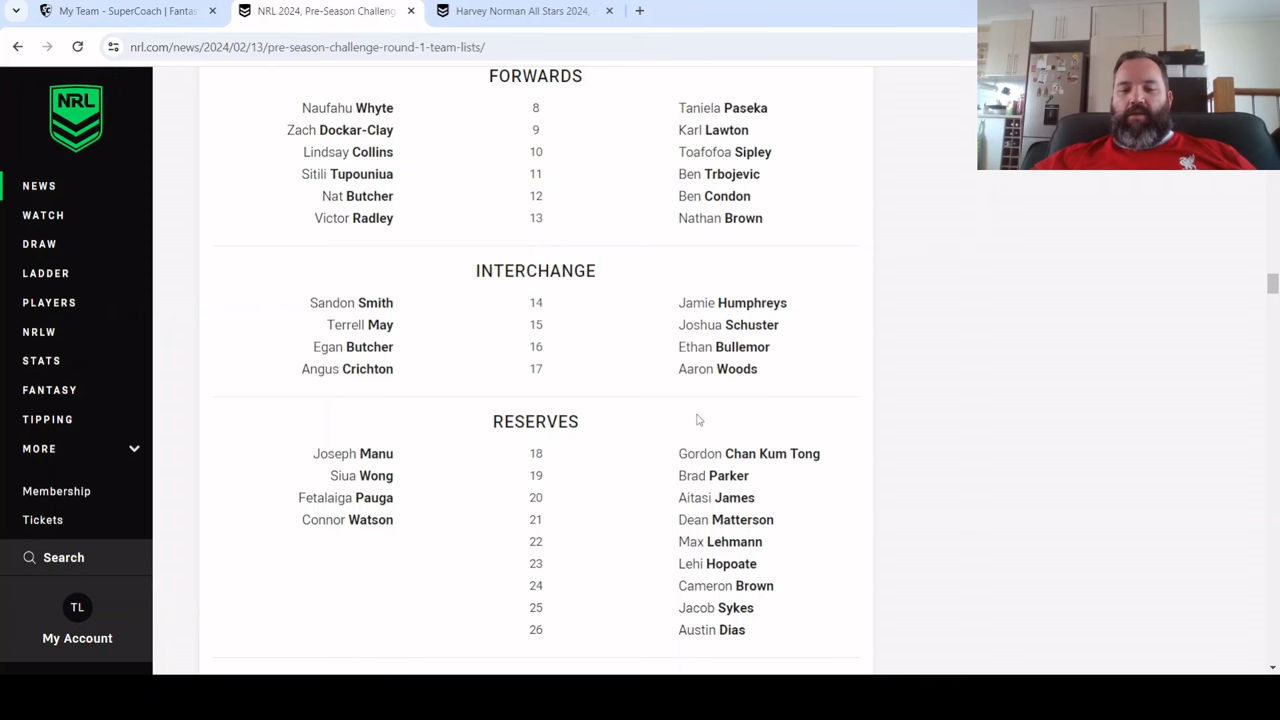 My Team - SuperCoach | Fantas
NRL 2024, Pre-Season Challeng
Harvey Norman All Stars 2024,
nrl.com/news/2024/02/13/pre-season-challenge-round-1-team-lists/
NRL
NEWS
WATCH
DRAW
LADDER
PLAYERS
NRLW
STATS
FANTASY
TIPPING
MORE
Membership
Tickets
Search
TL
My Account
FORWARDS
Naufahu Whyte 8 Taniela Paseka
Zach Dockar-Clay 9 Karl Lawton
Lindsay Collins 10 Toafofoa Sipley
Sitili Tupouniua 11 Ben Trbojevic
Nat Butcher 12 Ben Condon
Victor Radley 13 Nathan Brown
INTERCHANGE
Sandon Smith 14 Jamie Humphreys
Terrell May 15 Joshua Schuster
Egan Butcher 16 Ethan Bullemor
Angus Crichton 17 Aaron Woods
RESERVES
Joseph Manu 18 Gordon Chan Kum Tong
Siua Wong 19 Brad Parker
Fetalaiga Pauga 20 Aitasi James
Connor Watson 21 Dean Matterson
22 Max Lehmann
23 Lehi Hopoate
24 Cameron Brown
25 Jacob Sykes
26 Austin Dias